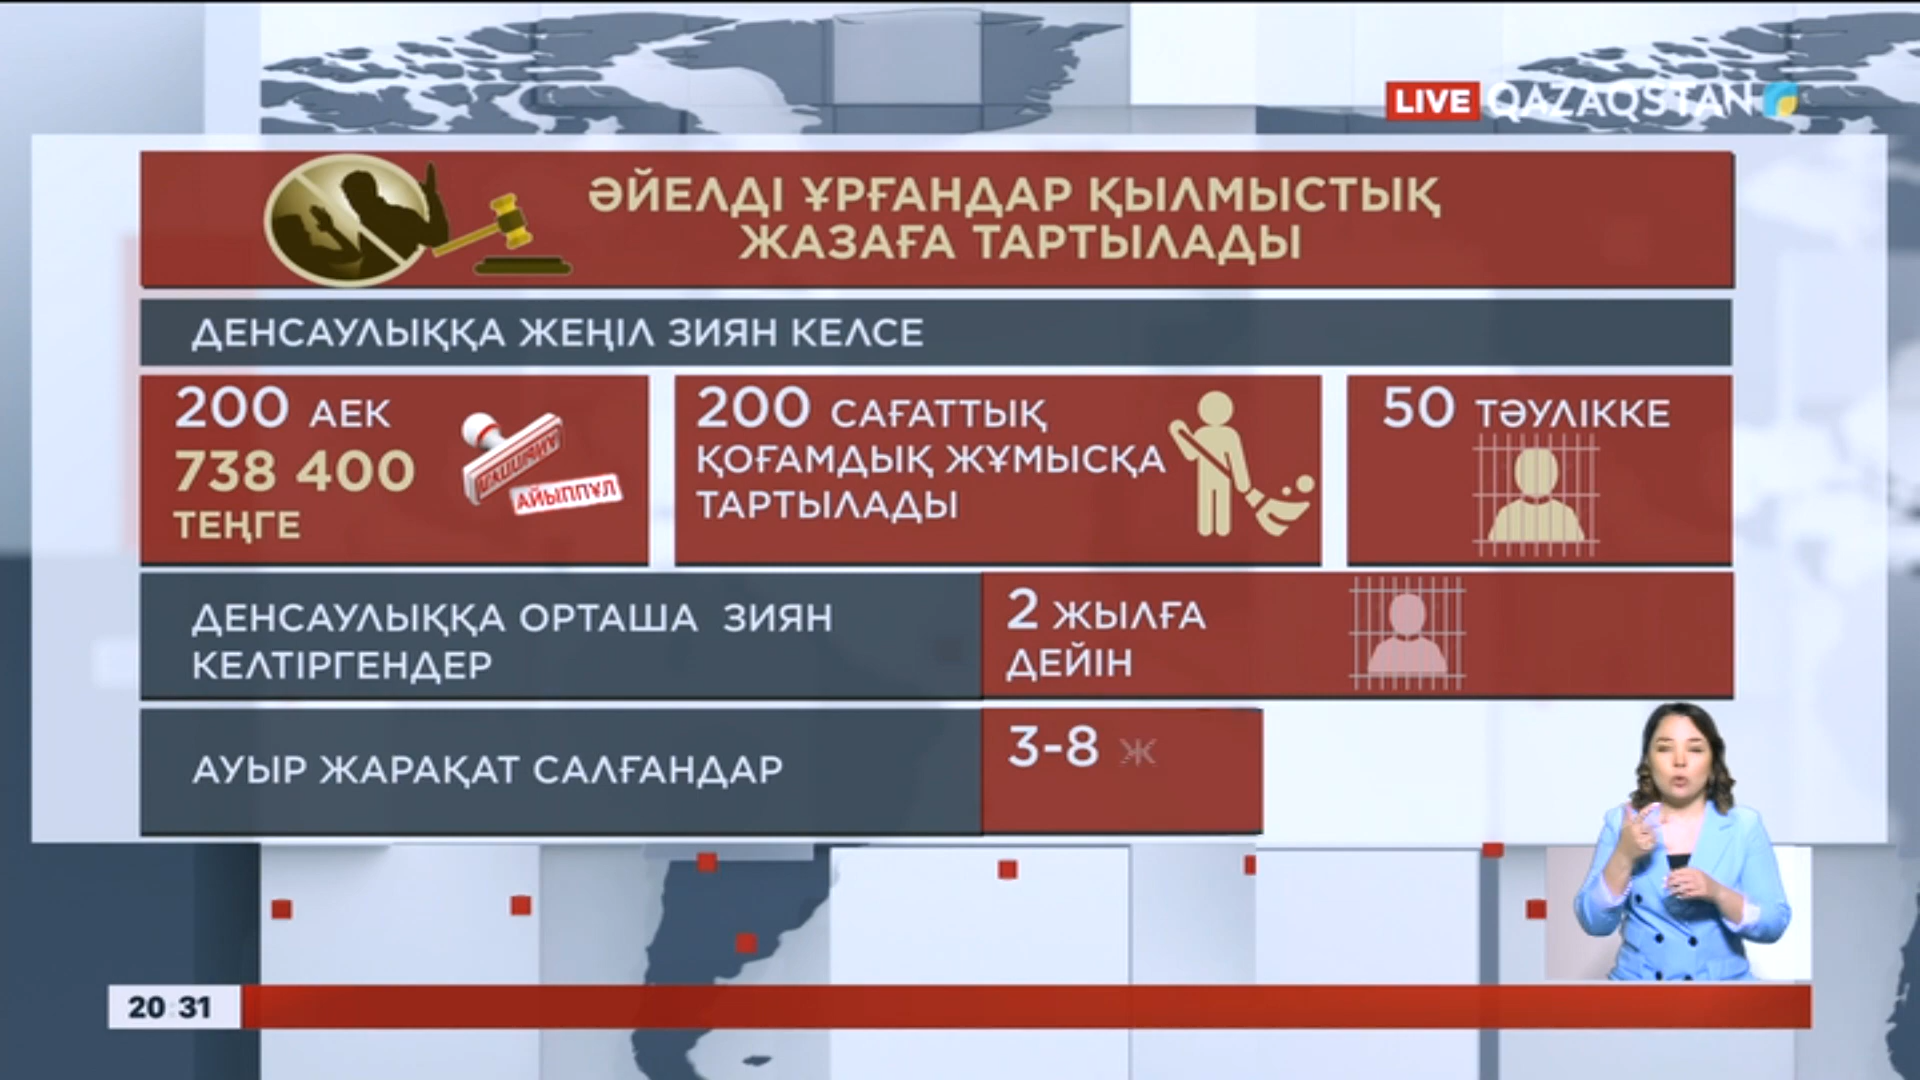 LIVE QAZAQSTAN
ӘЙЕЛДІ ҰРҒАНДАР ҚЫЛМЫСТЫҚ
ЖАЗАҒА ТАРТЫЛАДЫ
ДЕНСАУЛЫҚҚА ЖЕҢІЛ ЗИЯН КЕЛСЕ
200 АЕК
738 400
ТЕҢГЕ
АЙЫППҰЛ
200 САҒАТТЫҚ
ҚОҒАМДЫҚ ЖҰМЫСҚА
ТАРТЫЛАДЫ
50 ТӘУЛІККЕ
ДЕНСАУЛЫҚҚА ОРТАША ЗИЯН
КЕЛТІРГЕНДЕР
2 ЖЫЛҒА
ДЕЙІН
АУЫР ЖАРАҚАТ САЛҒАНДАР
3-8 Ж
20:31